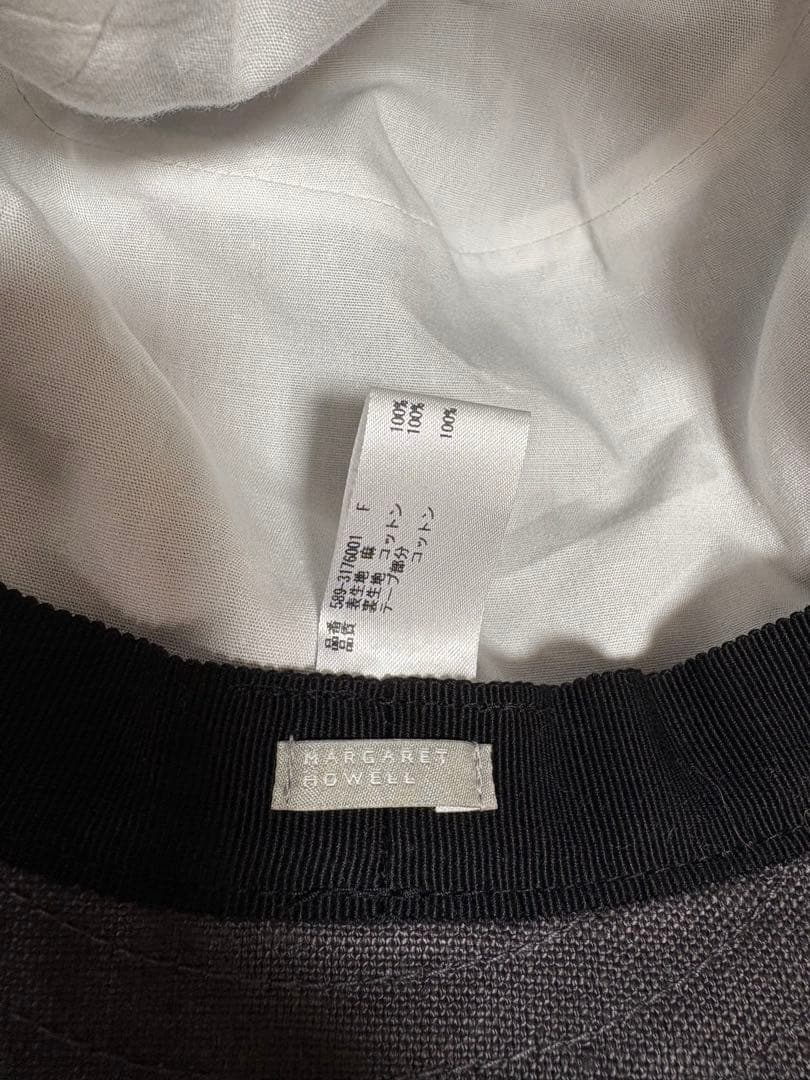 品番 589-3176001 F
品質 表生地 麻 100%
裏生地 コットン 100%
テープ部分
コットン 100%
MARGARET
HOWELL